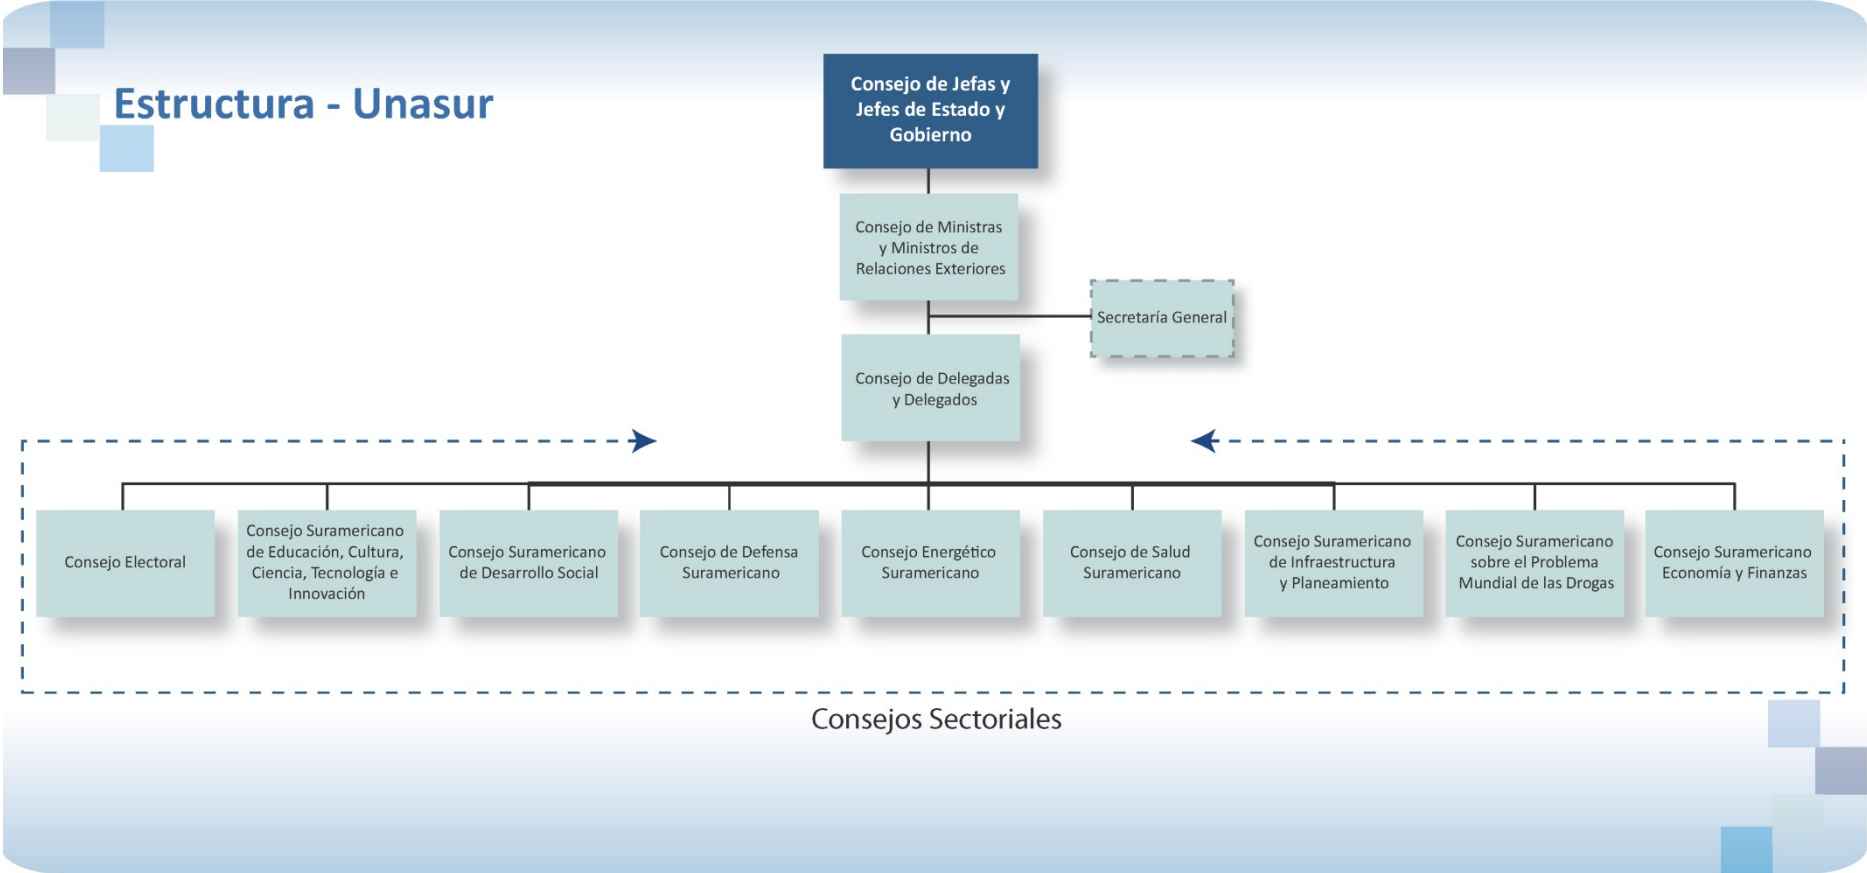 Estructura - Unasur
Consejo de Jefas y
Jefes de Estado y
Gobierno
Consejo de Ministras
y Ministros de
Relaciones Exteriores
Secretaría General
Consejo de Delegadas
y Delegados
Consejo Electoral
Consejo Suramericano
de Educación, Cultura,
Ciencia, Tecnología e
Innovación
Consejo Suramericano
de Desarrollo Social
Consejo de Defensa
Suramericano
Consejo Energético
Suramericano
Consejo de Salud
Suramericano
Consejo Suramericano
de Infraestructura
y Planeamiento
Consejo Suramericano
sobre el Problema
Mundial de las Drogas
Consejo Suramericano
Economía y Finanzas
Consejos Sectoriales